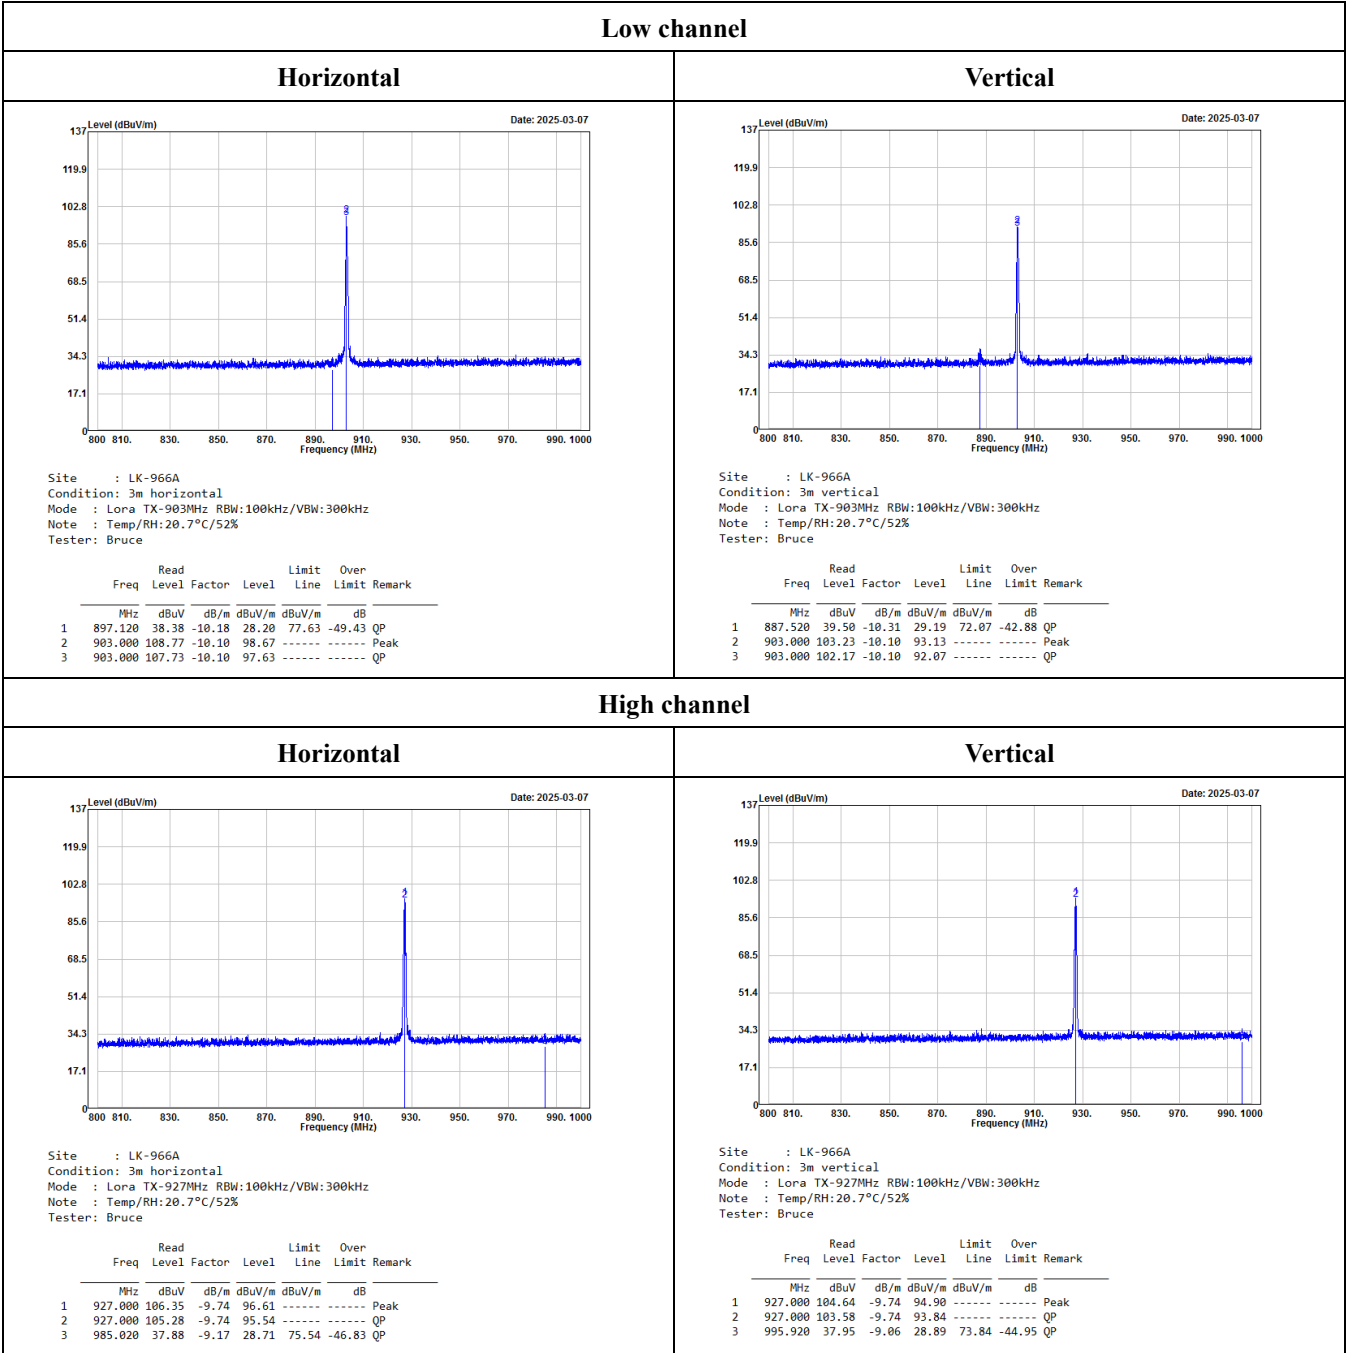 Low channel
Horizontal
Vertical
Level (dBuV/m)
Date: 2025-03-07
137
119.9
102.8
85.6
68.5
51.4
34.3
17.1
0
800 810. 830. 850. 870. 890. 910. 930. 950. 970. 990. 1000
Frequency (MHz)
Site : LK-966A
Condition: 3m horizontal
Mode : Lora TX-903MHz RBW:100kHz/VBW:300kHz
Note : Temp/RH:20.7°C/52%
Tester: Bruce
Read Limit Over
Freq Level Factor Level Line Limit Remark
MHz dBuV dB/m dBuV/m dBuV/m dB
1 897.120 38.38 -10.18 28.20 77.63 -49.43 QP
2 903.000 108.77 -10.10 98.67 ------ ------ Peak
3 903.000 107.73 -10.10 97.63 ------ ------ QP
Level (dBuV/m)
Date: 2025-03-07
137
119.9
102.8
85.6
68.5
51.4
34.3
17.1
0
800 810. 830. 850. 870. 890. 910. 930. 950. 970. 990. 1000
Frequency (MHz)
Site : LK-966A
Condition: 3m vertical
Mode : Lora TX-903MHz RBW:100kHz/VBW:300kHz
Note : Temp/RH:20.7°C/52%
Tester: Bruce
Read Limit Over
Freq Level Factor Level Line Limit Remark
MHz dBuV dB/m dBuV/m dBuV/m dB
1 887.520 39.50 -10.31 29.19 72.07 -42.88 QP
2 903.000 103.23 -10.10 93.13 ------ ------ Peak
3 903.000 102.17 -10.10 92.07 ------ ------ QP
High channel
Horizontal
Vertical
Level (dBuV/m)
Date: 2025-03-07
137
119.9
102.8
85.6
68.5
51.4
34.3
17.1
0
2
800 810. 830. 850. 870. 890. 910. 930. 950. 970. 990. 1000
Frequency (MHz)
Site : LK-966A
Condition: 3m horizontal
Mode : Lora TX-927MHz RBW:100kHz/VBW:300kHz
Note : Temp/RH:20.7°C/52%
Tester: Bruce
Read Limit Over
Freq Level Factor Level Line Limit Remark
MHz dBuV dB/m dBuV/m dBuV/m dB
1 927.000 106.35 -9.74 96.61 ------ ------ Peak
2 927.000 105.28 -9.74 95.54 ------ ------ QP
3 985.020 37.88 -9.17 28.71 75.54 -46.83 QP
Level (dBuV/m)
Date: 2025-03-07
137
119.9
102.8
85.6
68.5
51.4
34.3
17.1
0
2
800 810. 830. 850. 870. 890. 910. 930. 950. 970. 990. 1000
Frequency (MHz)
Site : LK-966A
Condition: 3m vertical
Mode : Lora TX-927MHz RBW:100kHz/VBW:300kHz
Note : Temp/RH:20.7°C/52%
Tester: Bruce
Read Limit Over
Freq Level Factor Level Line Limit Remark
MHz dBuV dB/m dBuV/m dBuV/m dB
1 927.000 104.64 -9.74 94.90 ------ ------ Peak
2 927.000 103.58 -9.74 93.84 ------ ------ QP
3 995.920 37.95 -9.06 28.89 73.84 -44.95 QP